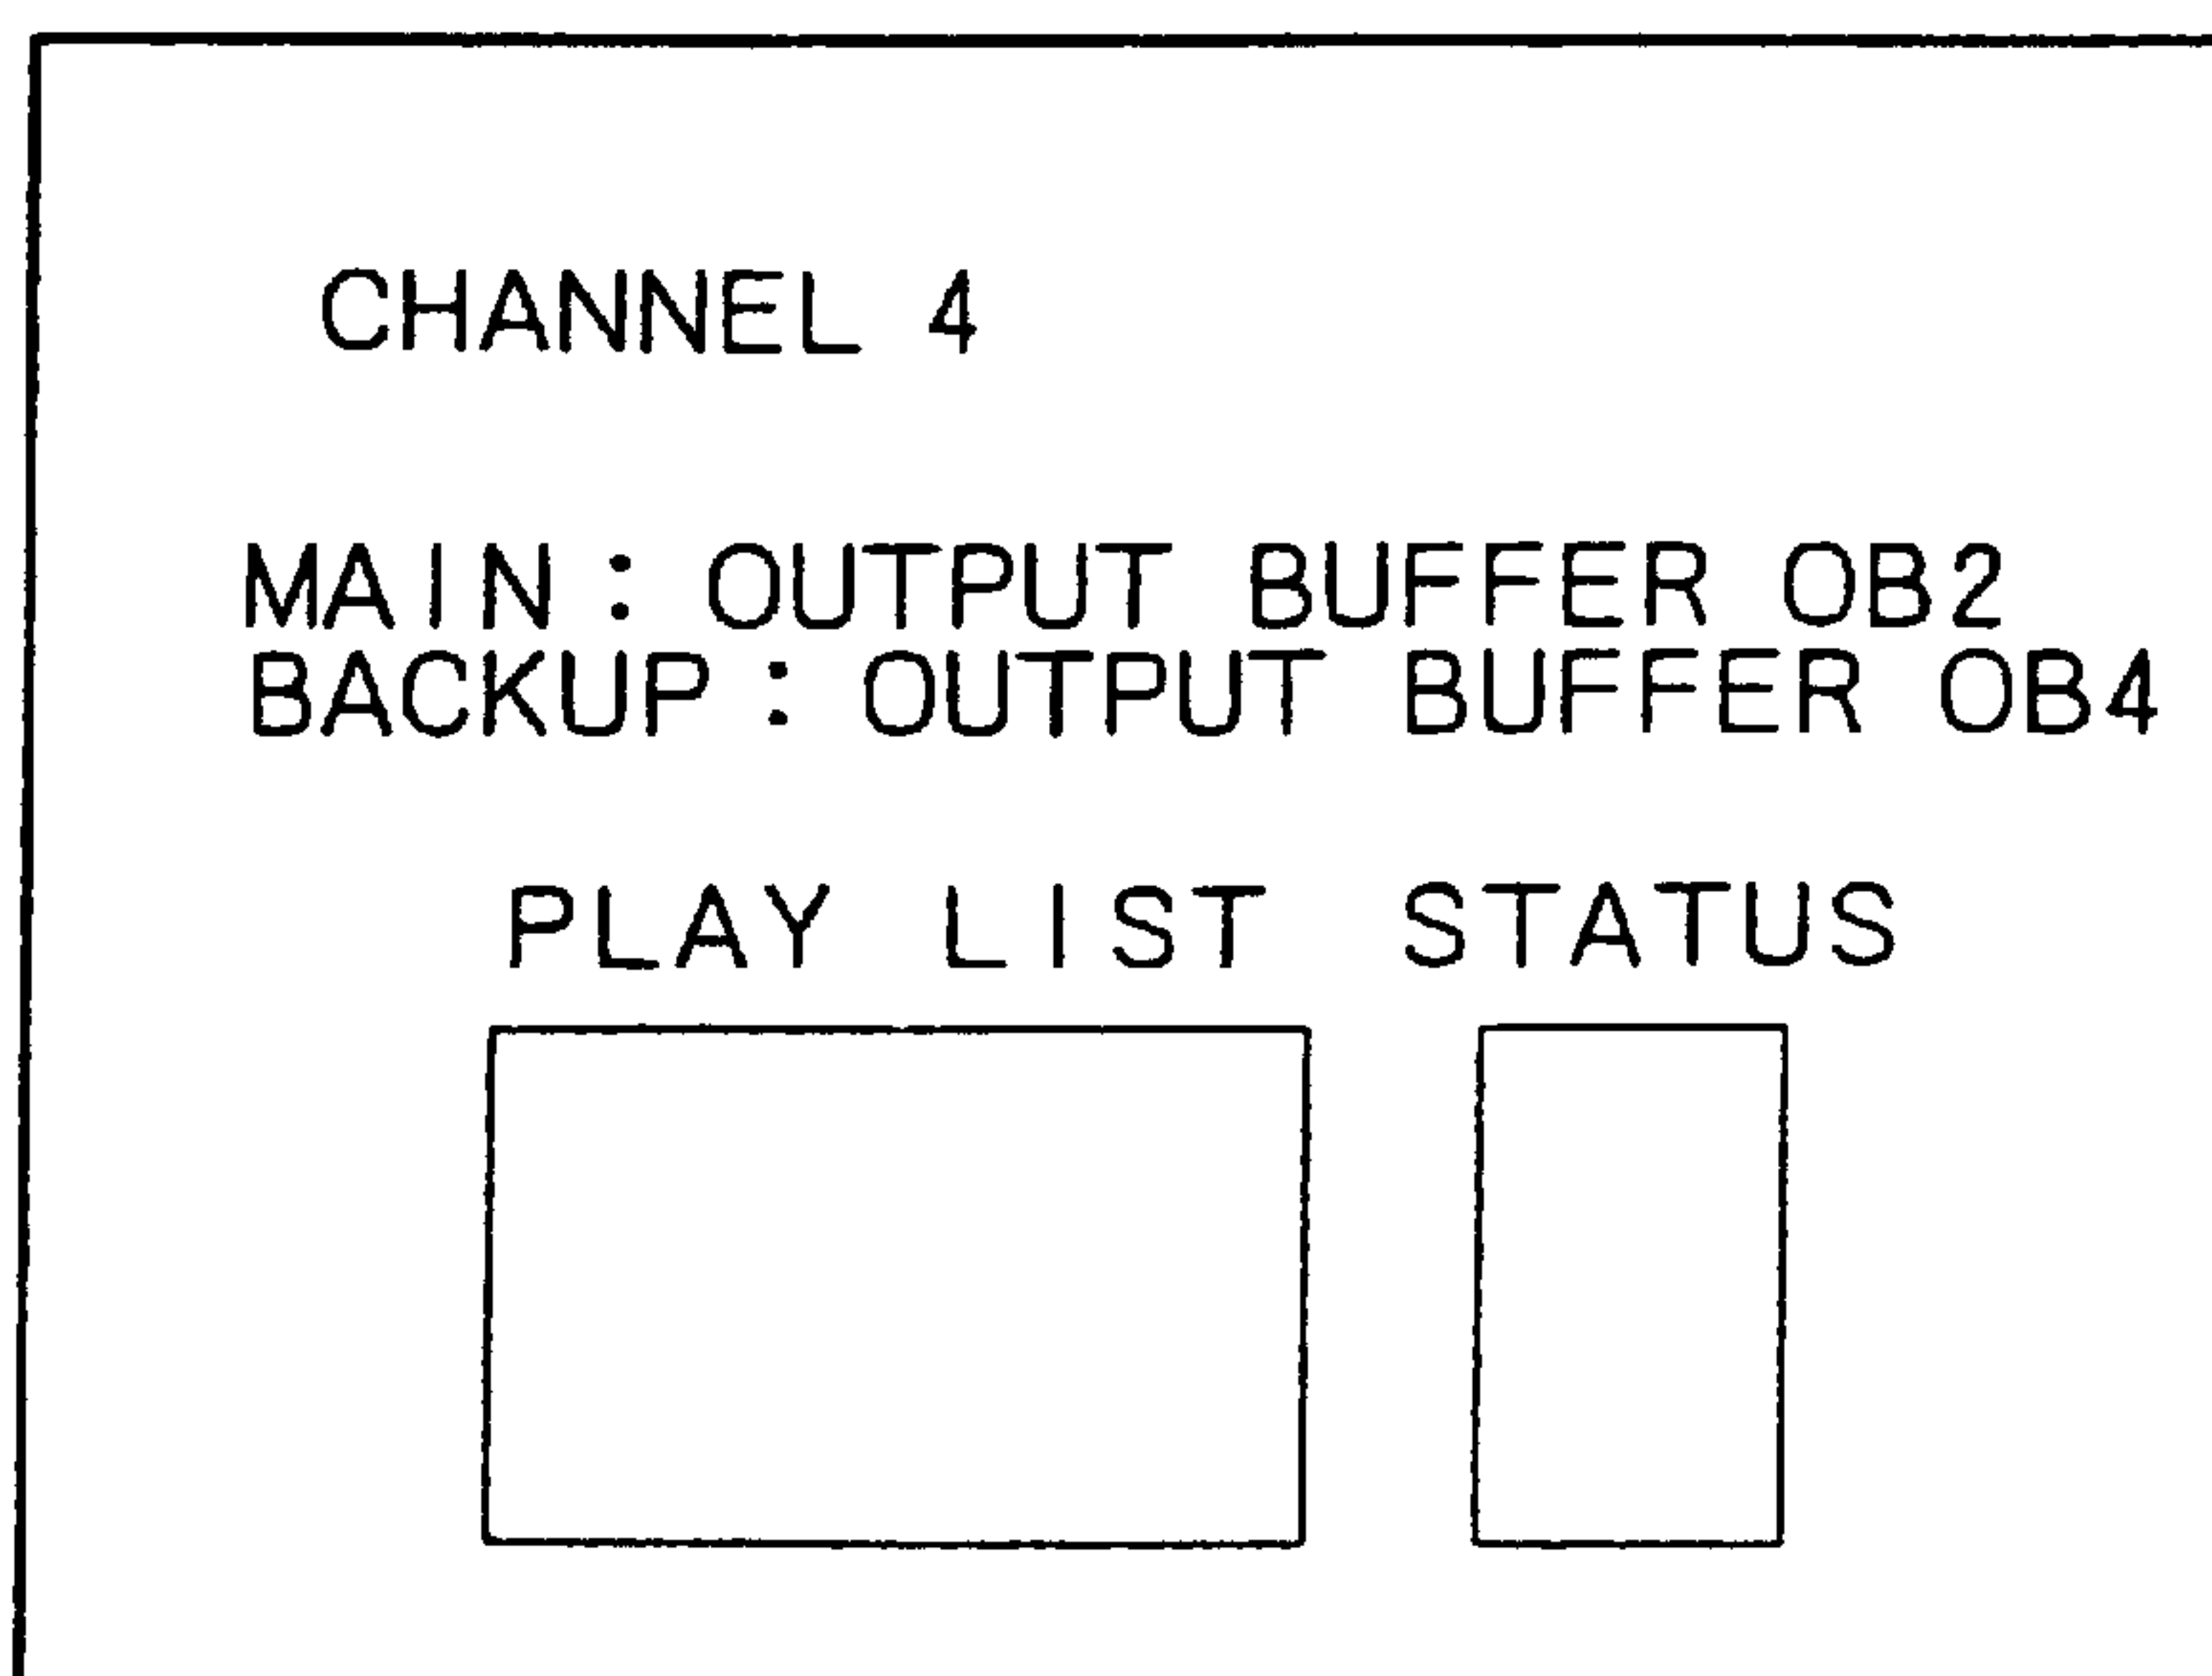 CHANNEL 4
MAIN: OUTPUT BUFFER OB2
BACKUP: OUTPUT BUFFER OB4
PLAY LIST STATUS